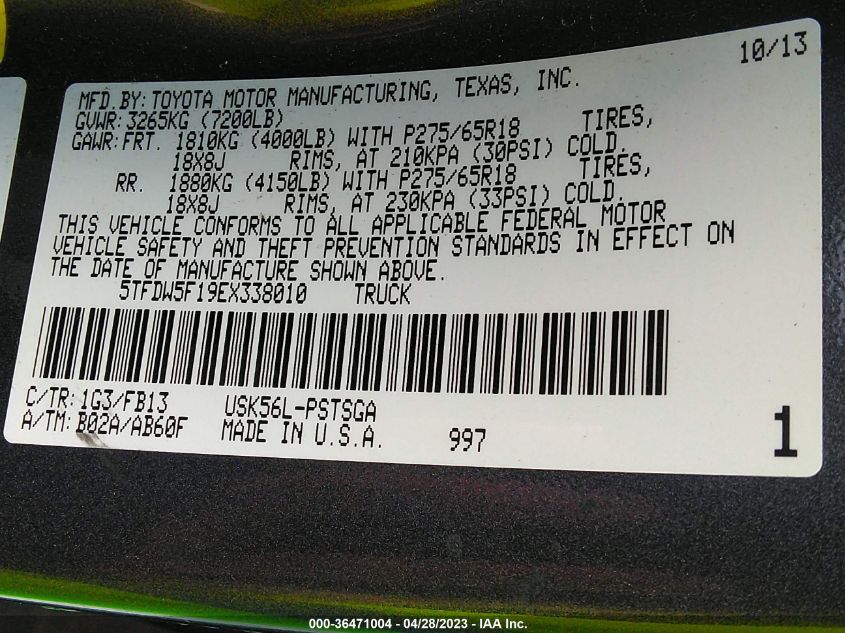 10/13
MFD.BY:TOYOTA MOTOR MANUFACTURING, TEXAS, INC.
GVWR:3265KG (7200LB)
GAWR:FRT. 1810KG (4000LB) WITH P275/65R18 TIRES,
18X8J RIMS, AT 210KPA (30PSI) COLD.
RR. 1880KG (4150LB) WITH P275/65R18 TIRES,
18X8J RIMS, AT 230KPA (33PSI) COLD.
THIS VEHICLE CONFORMS TO ALL APPLICABLE FEDERAL MOTOR
VEHICLE SAFETY AND THEFT PREVENTION STANDARDS IN EFFECT ON
THE DATE OF MANUFACTURE SHOWN ABOVE.
5TFDW5F19EX338010 TRUCK
C/TR:1G3/FB13 USK56L-PSTSGA
A/TM:B02A/AB60F MADE IN U.S.A. 997 1
000-36471004 - 04/28/2023 - IAA Inc.